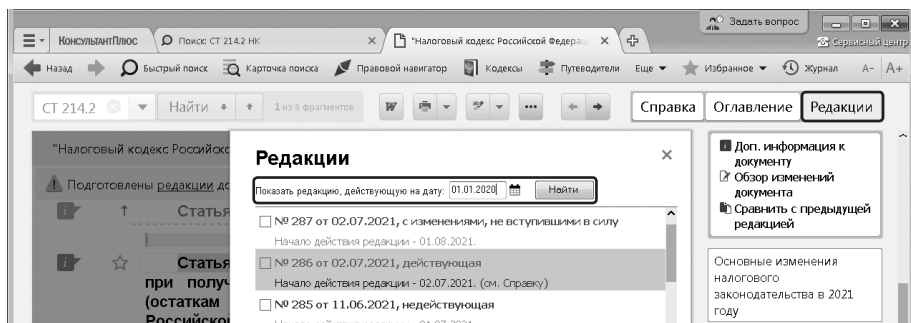 КонсультантПлюс Поиск: СТ 214.2 НК "Налоговый кодекс Российской Федерац Задать вопрос
Сервисный центр
Назад Быстрый поиск Карточка поиска Правовой навигатор Кодексы Путеводители Еще Избранное Журнал А- А+
СТ 214.2 Найти 1 из 8 фрагментов W Справка Оглавление Редакции
"Налоговый кодекс Российско
Подготовлены редакции до
Статья
Статья
при получ
(остаткам
Российской
Редакции
Показать редакцию, действующую на дату: 01.01.2020 Найти
№ 287 от 02.07.2021, с изменениями, не вступившими в силу
Начало действия редакции - 01.08.2021.
№ 286 от 02.07.2021, действующая
Начало действия редакции - 02.07.2021. (см. Справку)
№ 285 от 11.06.2021, недействующая
Доп. информация к
документу
Обзор изменений
документа
Сравнить с предыдущей
редакцией
Основные изменения
налогового
законодательства в 2021
году